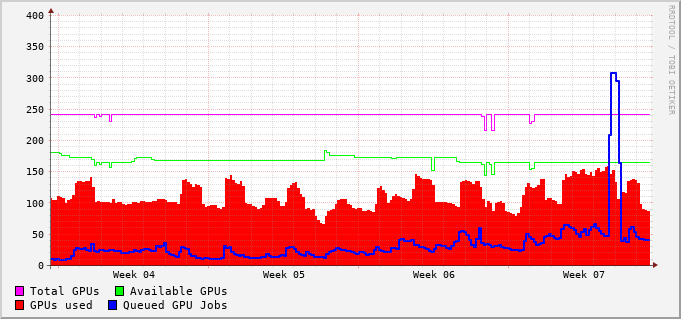 400
350
300
250
200
150
100
50
0
Week 04 Week 05 Week 06 Week 07
Total GPUs Available GPUs
GPUs used Queued GPU Jobs
RRDTOOL / TOBI OETIKER